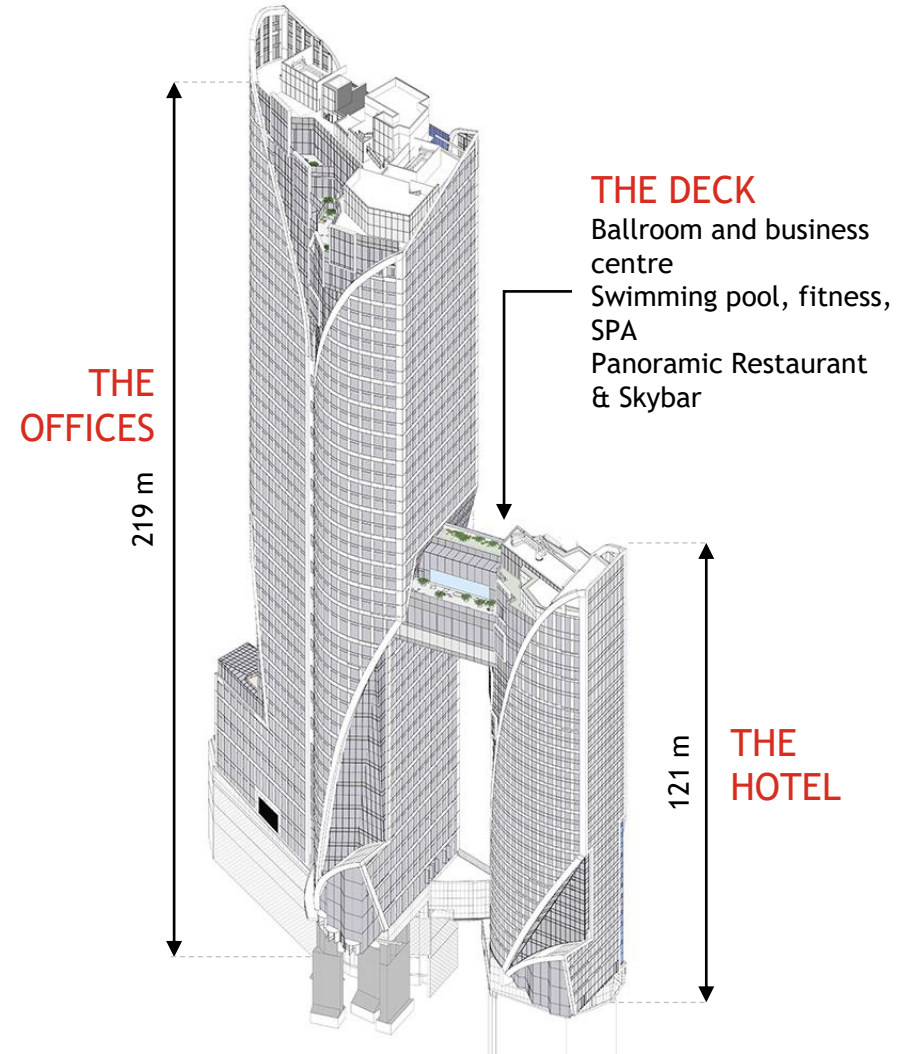 THE DECK
Ballroom and business
centre
Swimming pool, fitness,
SPA
Panoramic Restaurant
& Skybar
THE
OFFICES
219 m
THE
HOTEL
121 m